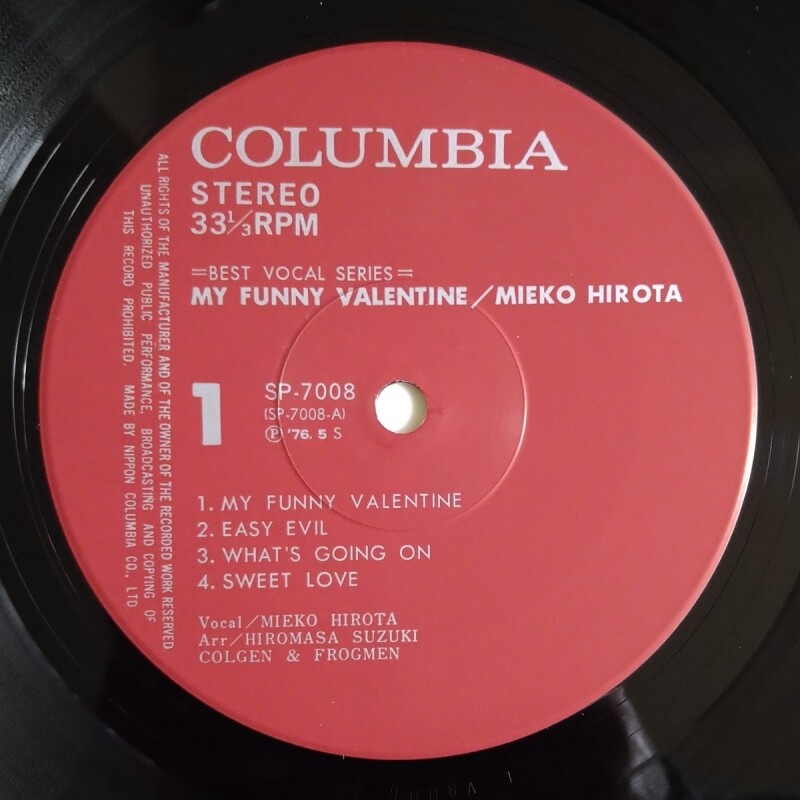 COLUMBIA
STEREO
33⅓RPM
=BEST VOCAL SERIES=
MY FUNNY VALENTINE/MIEKO HIROTA
1
SP-7008
(SP-7008-A)
Ⓟ '76. 5 S
1. MY FUNNY VALENTINE
2. EASY EVIL
3. WHAT'S GOING ON
4. SWEET LOVE
Vocal/MIEKO HIROTA
Arr/HIROMASA SUZUKI
COLGEN & FROGMEN
ALL RIGHTS OF THE MANUFACTURER AND OF THE OWNER OF THE RECORDED WORK RESERVED
UNAUTHORIZED PUBLIC PERFORMANCE, BROADCASTING AND COPYING OF
THIS RECORD PROHIBITED. MADE BY NIPPON COLUMBIA CO., LTD